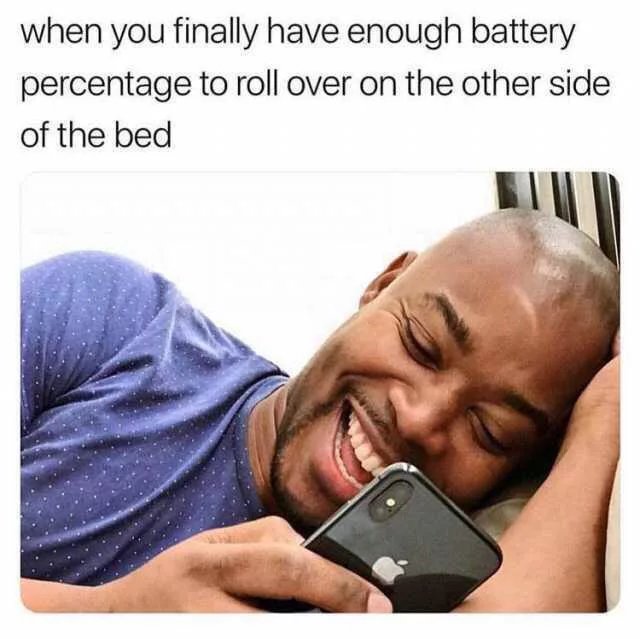 when you finally have enough battery
percentage to roll over on the other side
of the bed